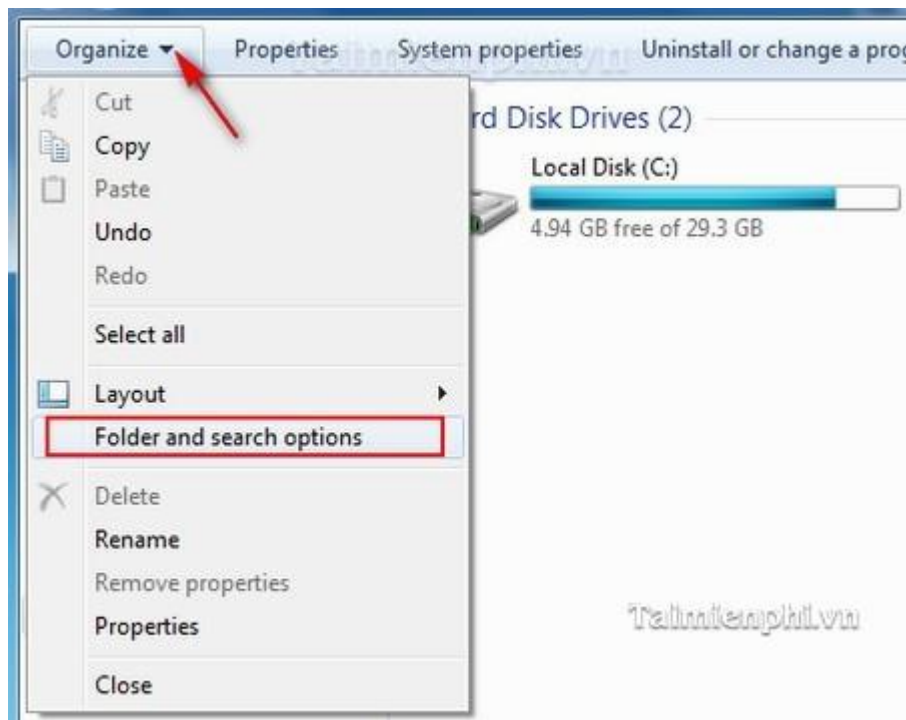 Organize Properties System properties Uninstall or change a prog
Cut
Copy
Paste
Undo
Redo
Select all
Layout
Folder and search options
Delete
Rename
Remove properties
Properties
Close
rd Disk Drives (2)
Local Disk (C:)
4.94 GB free of 29.3 GB
Taimienphi.vn